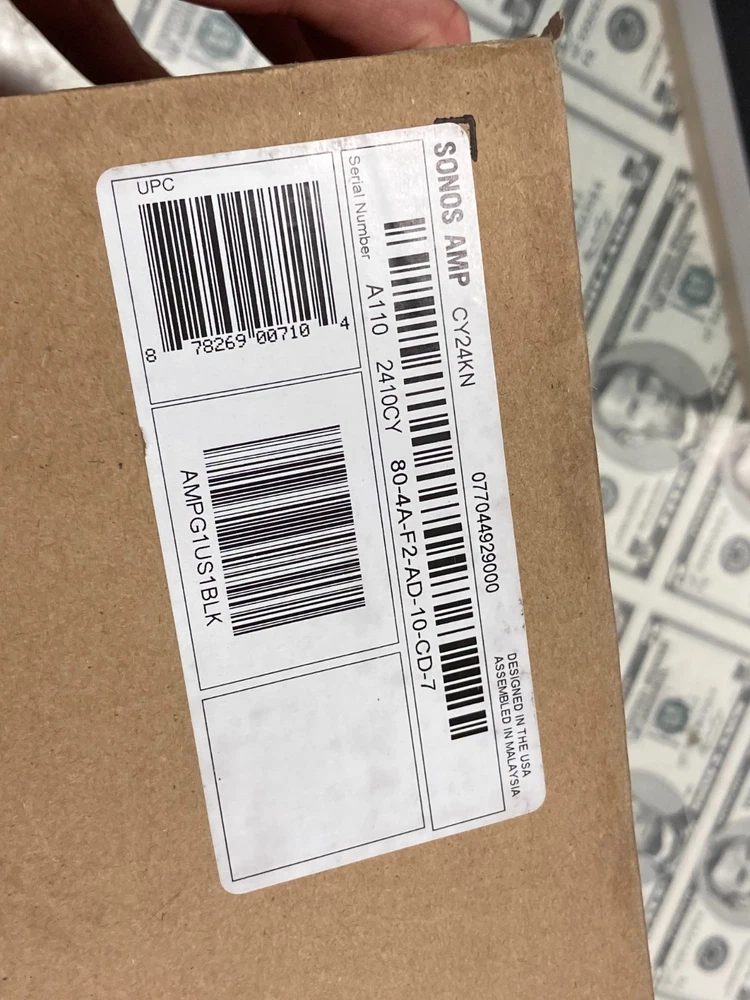 SONOS AMP CY24KN 077044929000
DESIGNED IN THE USA
ASSEMBLED IN MALAYSIA
Serial Number A110 2410CY 80-4A-F2-AD-10-CD-7
UPC
8 78269 00710 4
AMPG1US1BLK